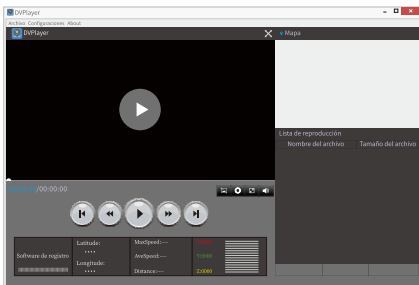 DVPlayer
Archivo Configuraciones About
DVPlayer
Mapa
Lista de reproducción
Nombre del archivo Tamaño del archivo
/00:00:00
Software de registro
Latitude:
....
Longitude:
....
MaxSpeed:---
AveSpeed:---
Distance:---